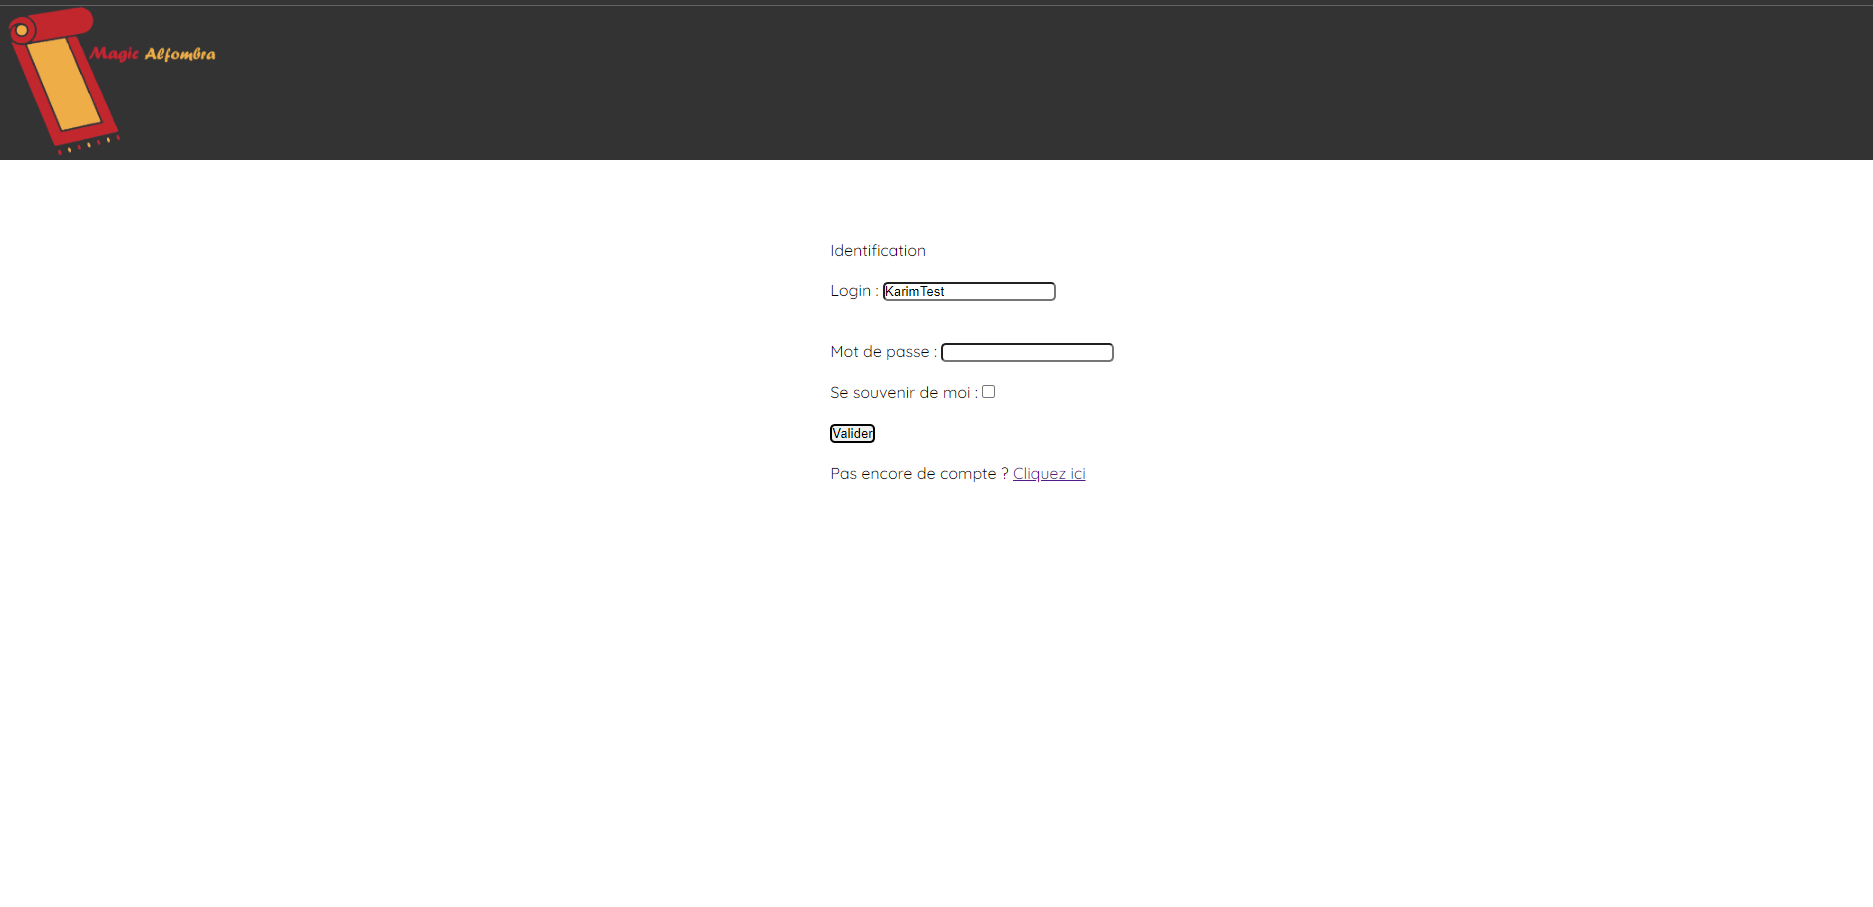 Magic Alfombra
Identification
Login : KarimTest
Mot de passe :
Se souvenir de moi :
Valider
Pas encore de compte ? Cliquez ici